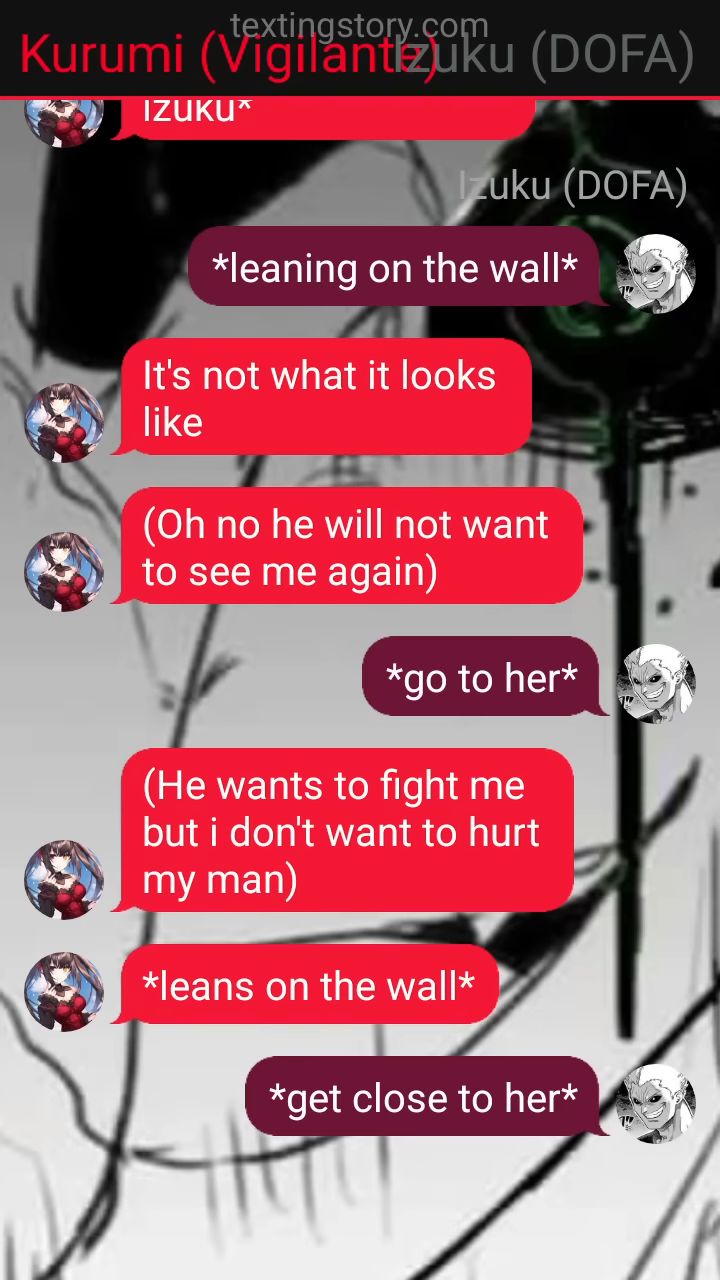 textingstory.com
Kurumi (Vigilante)
Izuku (DOFA)
Izuku*
Izuku (DOFA)
*leaning on the wall*
It's not what it looks
like
(Oh no he will not want
to see me again)
*go to her*
(He wants to fight me
but i don't want to hurt
my man)
*leans on the wall*
*get close to her*